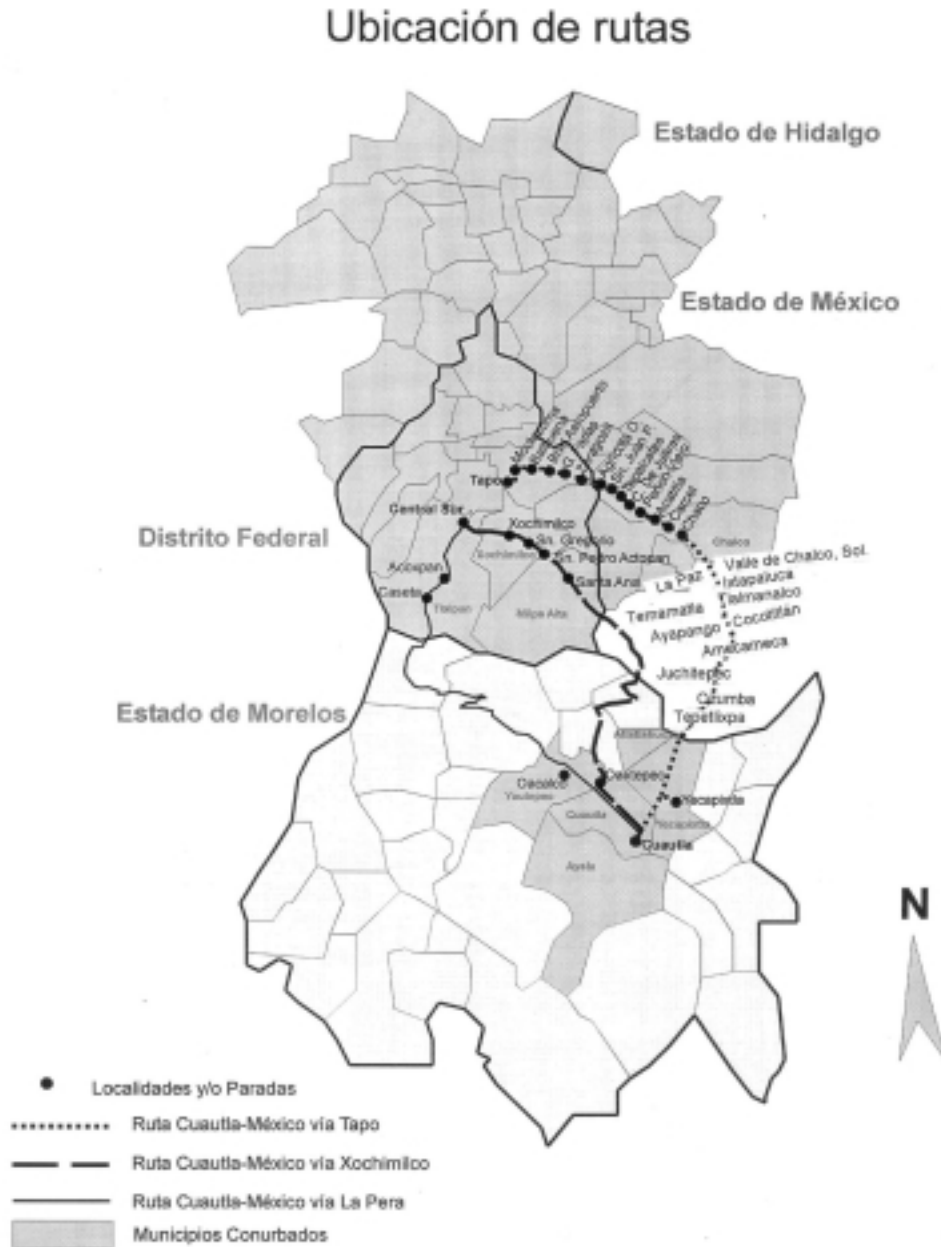 Ubicación de rutas
Estado de Hidalgo
Estado de México
Tapo
Central Sur
Xochimilco
Sn. Gregorio
Distrito Federal
Xochimilco
Sn. Pedro Actopan
Chalco
Chalco
Valle de Chalco, Sol.
Acoxpan
Santa Ana
La Paz
Ixtapaluca
Caseta
Tlalpan
Milpa Alta
Tlalmanalco
Temamatla
Cocotitlán
Ayapango
Amecameca
Juchitepec
Estado de Morelos
Ozumba
Tepetlixpa
Oaxtepec
Oacalco
Yautepec
Yecapixtla
Cuautla
Yecapixtla
Cuautla
Ayala
N
Localidades y/o Paradas
Ruta Cuautla-México vía Tapo
Ruta Cuautla-México vía Xochimilco
Ruta Cuautla-México vía La Pera
Municipios Conurbados